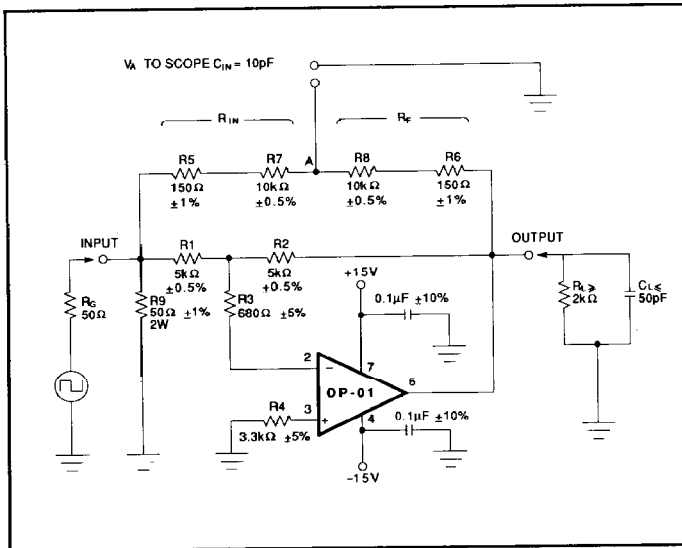 VA TO SCOPE CIN = 10pF
RIN
RF
R5
150Ω
±1%
R7
10kΩ
±0.5%
A
R8
10kΩ
±0.5%
R6
150Ω
±1%
INPUT
R1
5kΩ
±0.5%
R2
5kΩ
+0.5%
OUTPUT
RG
50Ω
R9
50Ω ±1%
2W
R3
680Ω ±5%
+15V
0.1μF ±10%
RL≥
2kΩ
CL≤
50pF
2
−
7
OP-01
6
R4
3.3kΩ ±5%
3
+
4
0.1μF ±10%
−15V